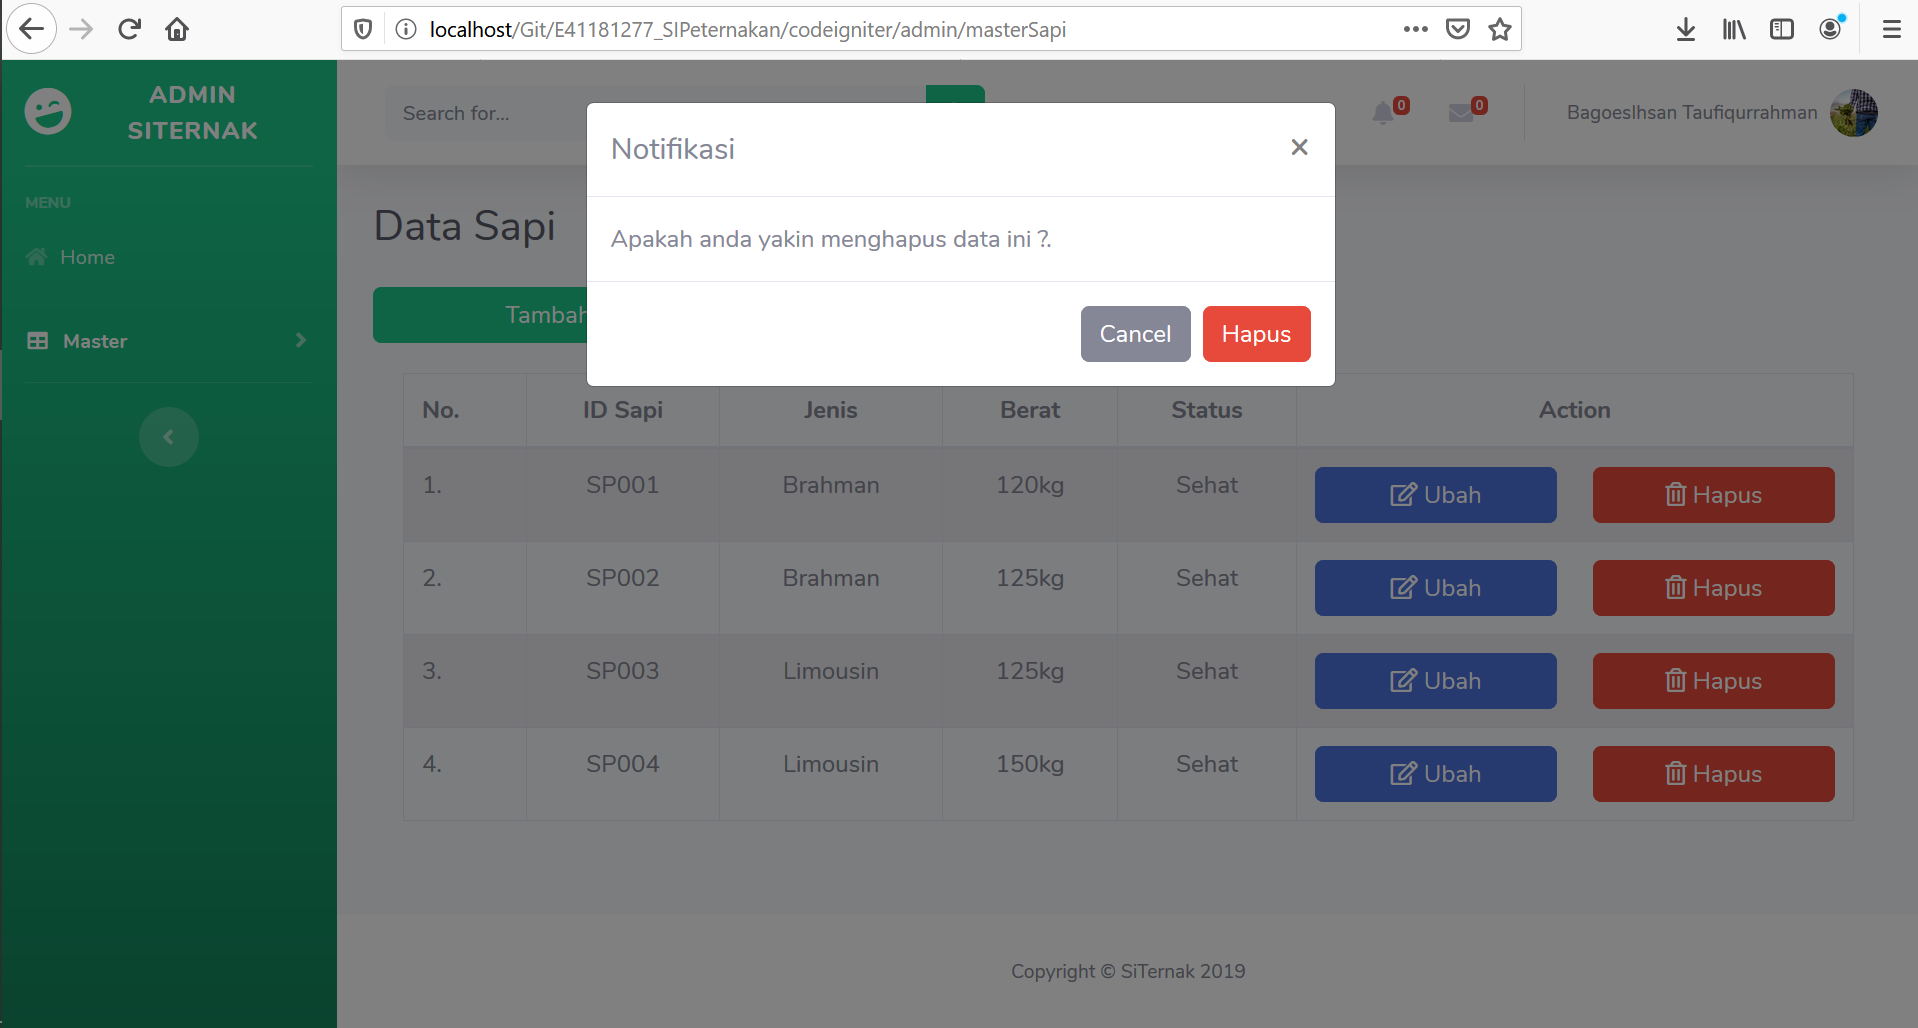 localhost/Git/E41181277_SIPeternakan/codeigniter/admin/masterSapi
ADMIN
SITERNAK
MENU
Home
Master
Search for...
0
0
BagoesIhsan Taufiqurrahman
Notifikasi
×
Apakah anda yakin menghapus data ini ?.
Cancel Hapus
Data Sapi
Tambah
No. ID Sapi Jenis Berat Status Action
1. SP001 Brahman 120kg Sehat Ubah Hapus
2. SP002 Brahman 125kg Sehat Ubah Hapus
3. SP003 Limousin 125kg Sehat Ubah Hapus
4. SP004 Limousin 150kg Sehat Ubah Hapus
Copyright © SiTernak 2019